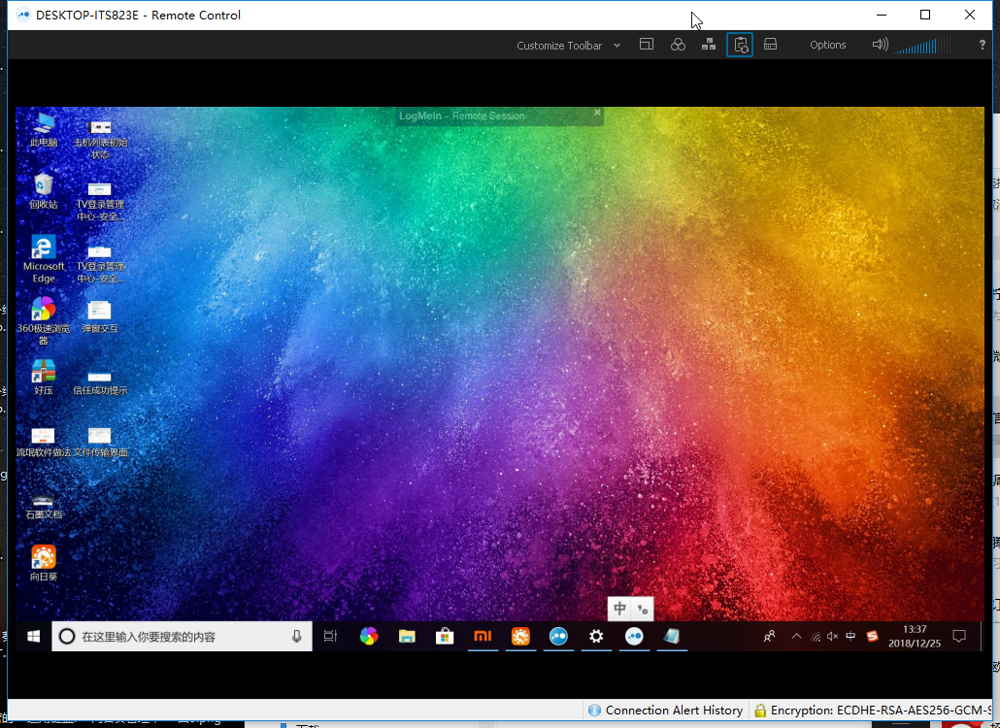 DESKTOP-ITS823E - Remote Control
Customize Toolbar
Options
?
LogMeIn - Remote Session
此电脑
主机列表初始
状态
回收站
TV登录管理
中心-安全...
Microsoft
Edge
TV登录管理
中心-安全...
360极速浏览
器
弹窗交互
好压
信任成功提示
流氓软件做法
文件传输界面
石墨文档
向日葵
中
在这里输入你要搜索的内容
中
13:37
2018/12/25
Connection Alert History
Encryption: ECDHE-RSA-AES256-GCM-S